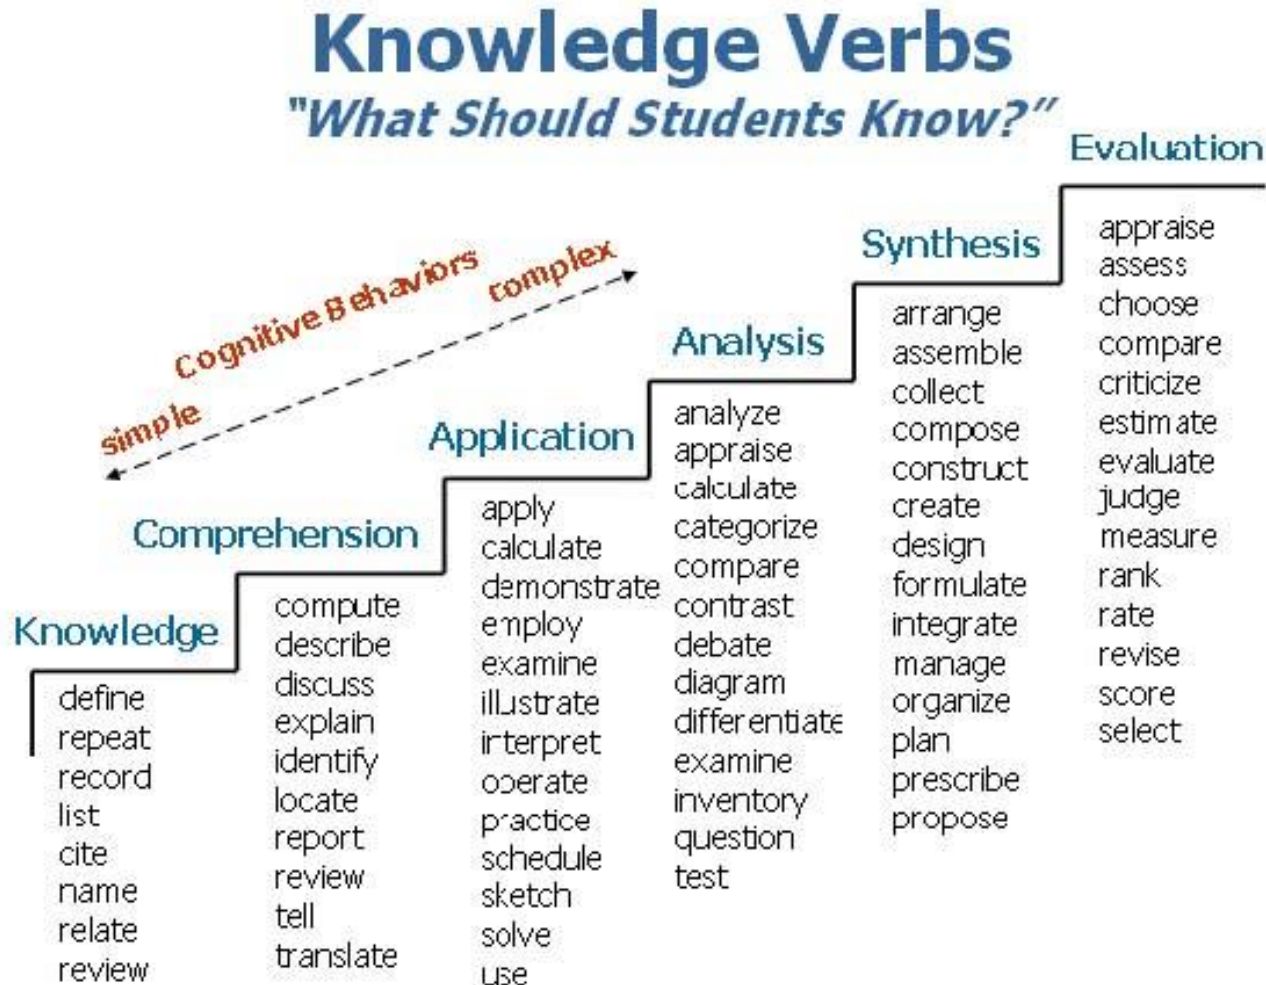 Knowledge Verbs
"What Should Students Know?”
Evaluation
appraise
assess
choose
compare
criticize
estimate
evaluate
judge
measure
rank
rate
revise
score
select
Synthesis
arrange
assemble
collect
compose
construct
create
design
formulate
integrate
manage
organize
plan
prescribe
propose
Cognitive Behaviors
complex
simple
Analysis
analyze
appraise
calculate
categorize
compare
contrast
debate
diagram
differentiate
examine
inventory
question
test
Application
apply
calculate
demonstrate
employ
examine
illustrate
interpret
operate
practice
schedule
sketch
solve
use
Comprehension
compute
describe
discuss
explain
identify
locate
report
review
tell
translate
Knowledge
define
repeat
record
list
cite
name
relate
review